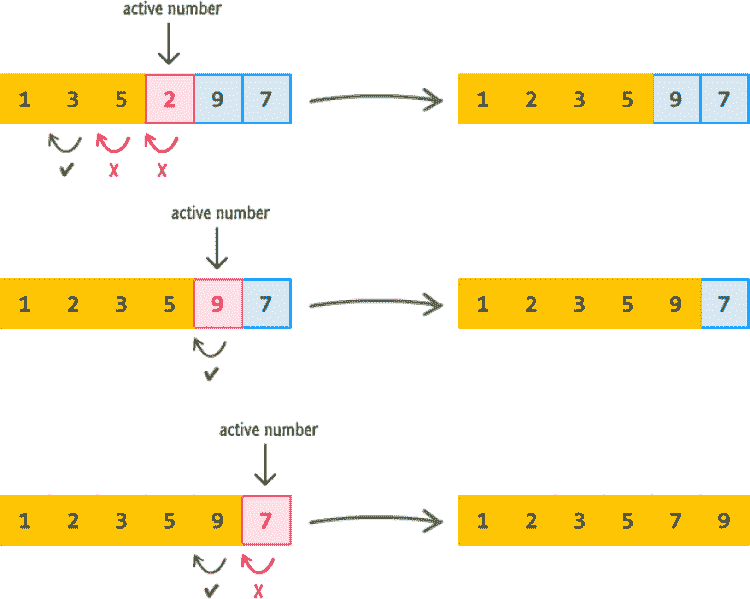 active number
1 3 5 2 9 7 1 2 3 5 9 7
✔ X X
active number
1 2 3 5 9 7 1 2 3 5 9 7
✔
active number
1 2 3 5 9 7 1 2 3 5 7 9
✔ X